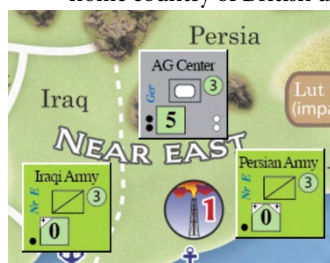 home country of British u
Persia
AG Center
Ger
3
5
Iraq
Lut
(impa
NEAR EAST
Iraqi Army
Nr E
3
0
1
Persian Army
Nr E
3
0